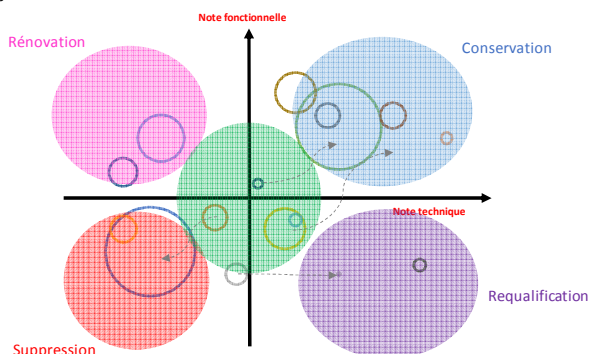 Note fonctionnelle
Rénovation
Conservation
Note technique
Requalification
Suppression